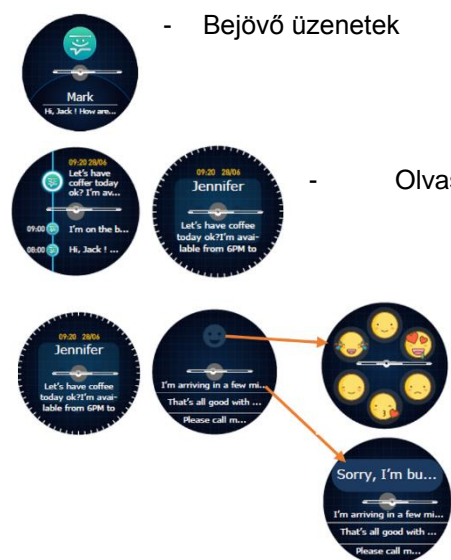 - Bejövő üzenetek
Mark
Hi, Jack ! How are...
09:20 28/06
Let's have
coffer today
ok? I'm av...
09:00 I'm on the b...
08:00 Hi, Jack ! ...
09:20 28/06
Jennifer
Let's have coffee
today ok?I'm avai-
lable from 6PM to
-
09:20 28/06
Jennifer
Let's have coffee
today ok?I'm avai-
lable from 6PM to
I'm arriving in a few mi...
That's all good with ...
Please call m...
Sorry, I'm bu...
I'm arriving in a few mi...
That's all good with ...
Please call m...